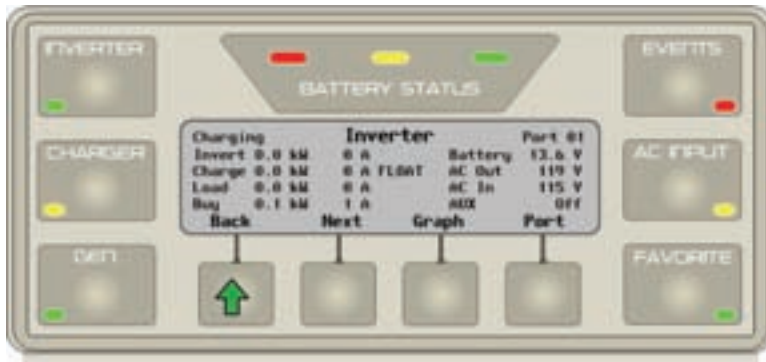 INVERTER
BATTERY STATUS
EVENTS
CHARGER
Charging Inverter Port 01
Invert 0.0 kW 0 A Battery 13.6 V
Charge 0.0 kW 0 A FLOAT AC Out 119 V
Load 0.0 kW 0 A AC In 115 V
Buy 0.1 kW 1 A AUX Off
Back Next Graph Port
AC INPUT
GEN
FAVORITE